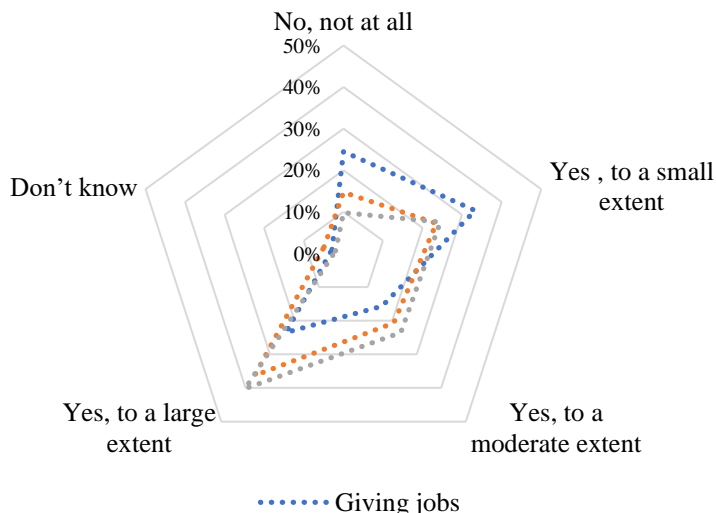 No, not at all
50%
40%
30%
20%
10%
0%
Yes , to a small
extent
Yes, to a
moderate extent
Yes, to a large
extent
Don’t know
Giving jobs